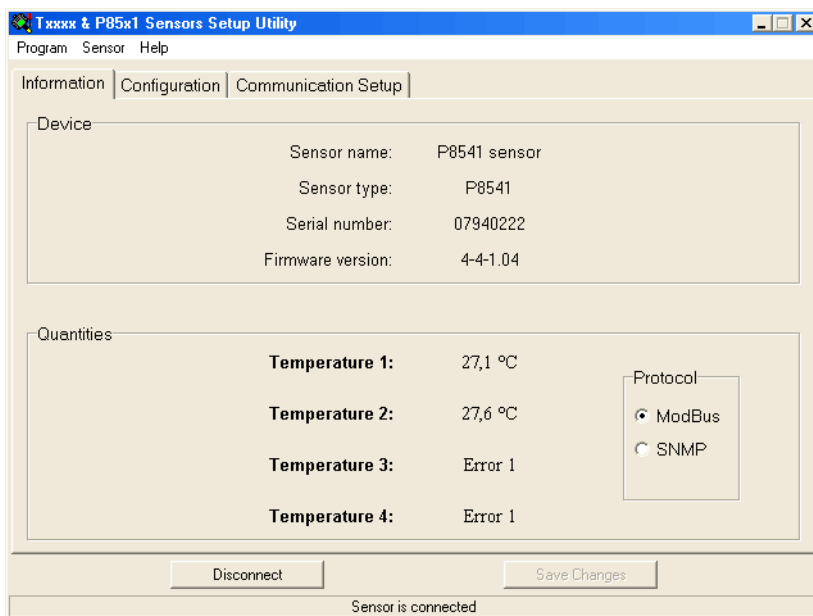 Txxxx & P85x1 Sensors Setup Utility
Program Sensor Help
Information Configuration Communication Setup
Device
Sensor name: P8541 sensor
Sensor type: P8541
Serial number: 07940222
Firmware version: 4-4-1.04
Quantities
Temperature 1: 27,1 ºC
Protocol
Temperature 2: 27,6 ºC
ModBus
SNMP
Temperature 3: Error 1
Temperature 4: Error 1
Disconnect Save Changes
Sensor is connected